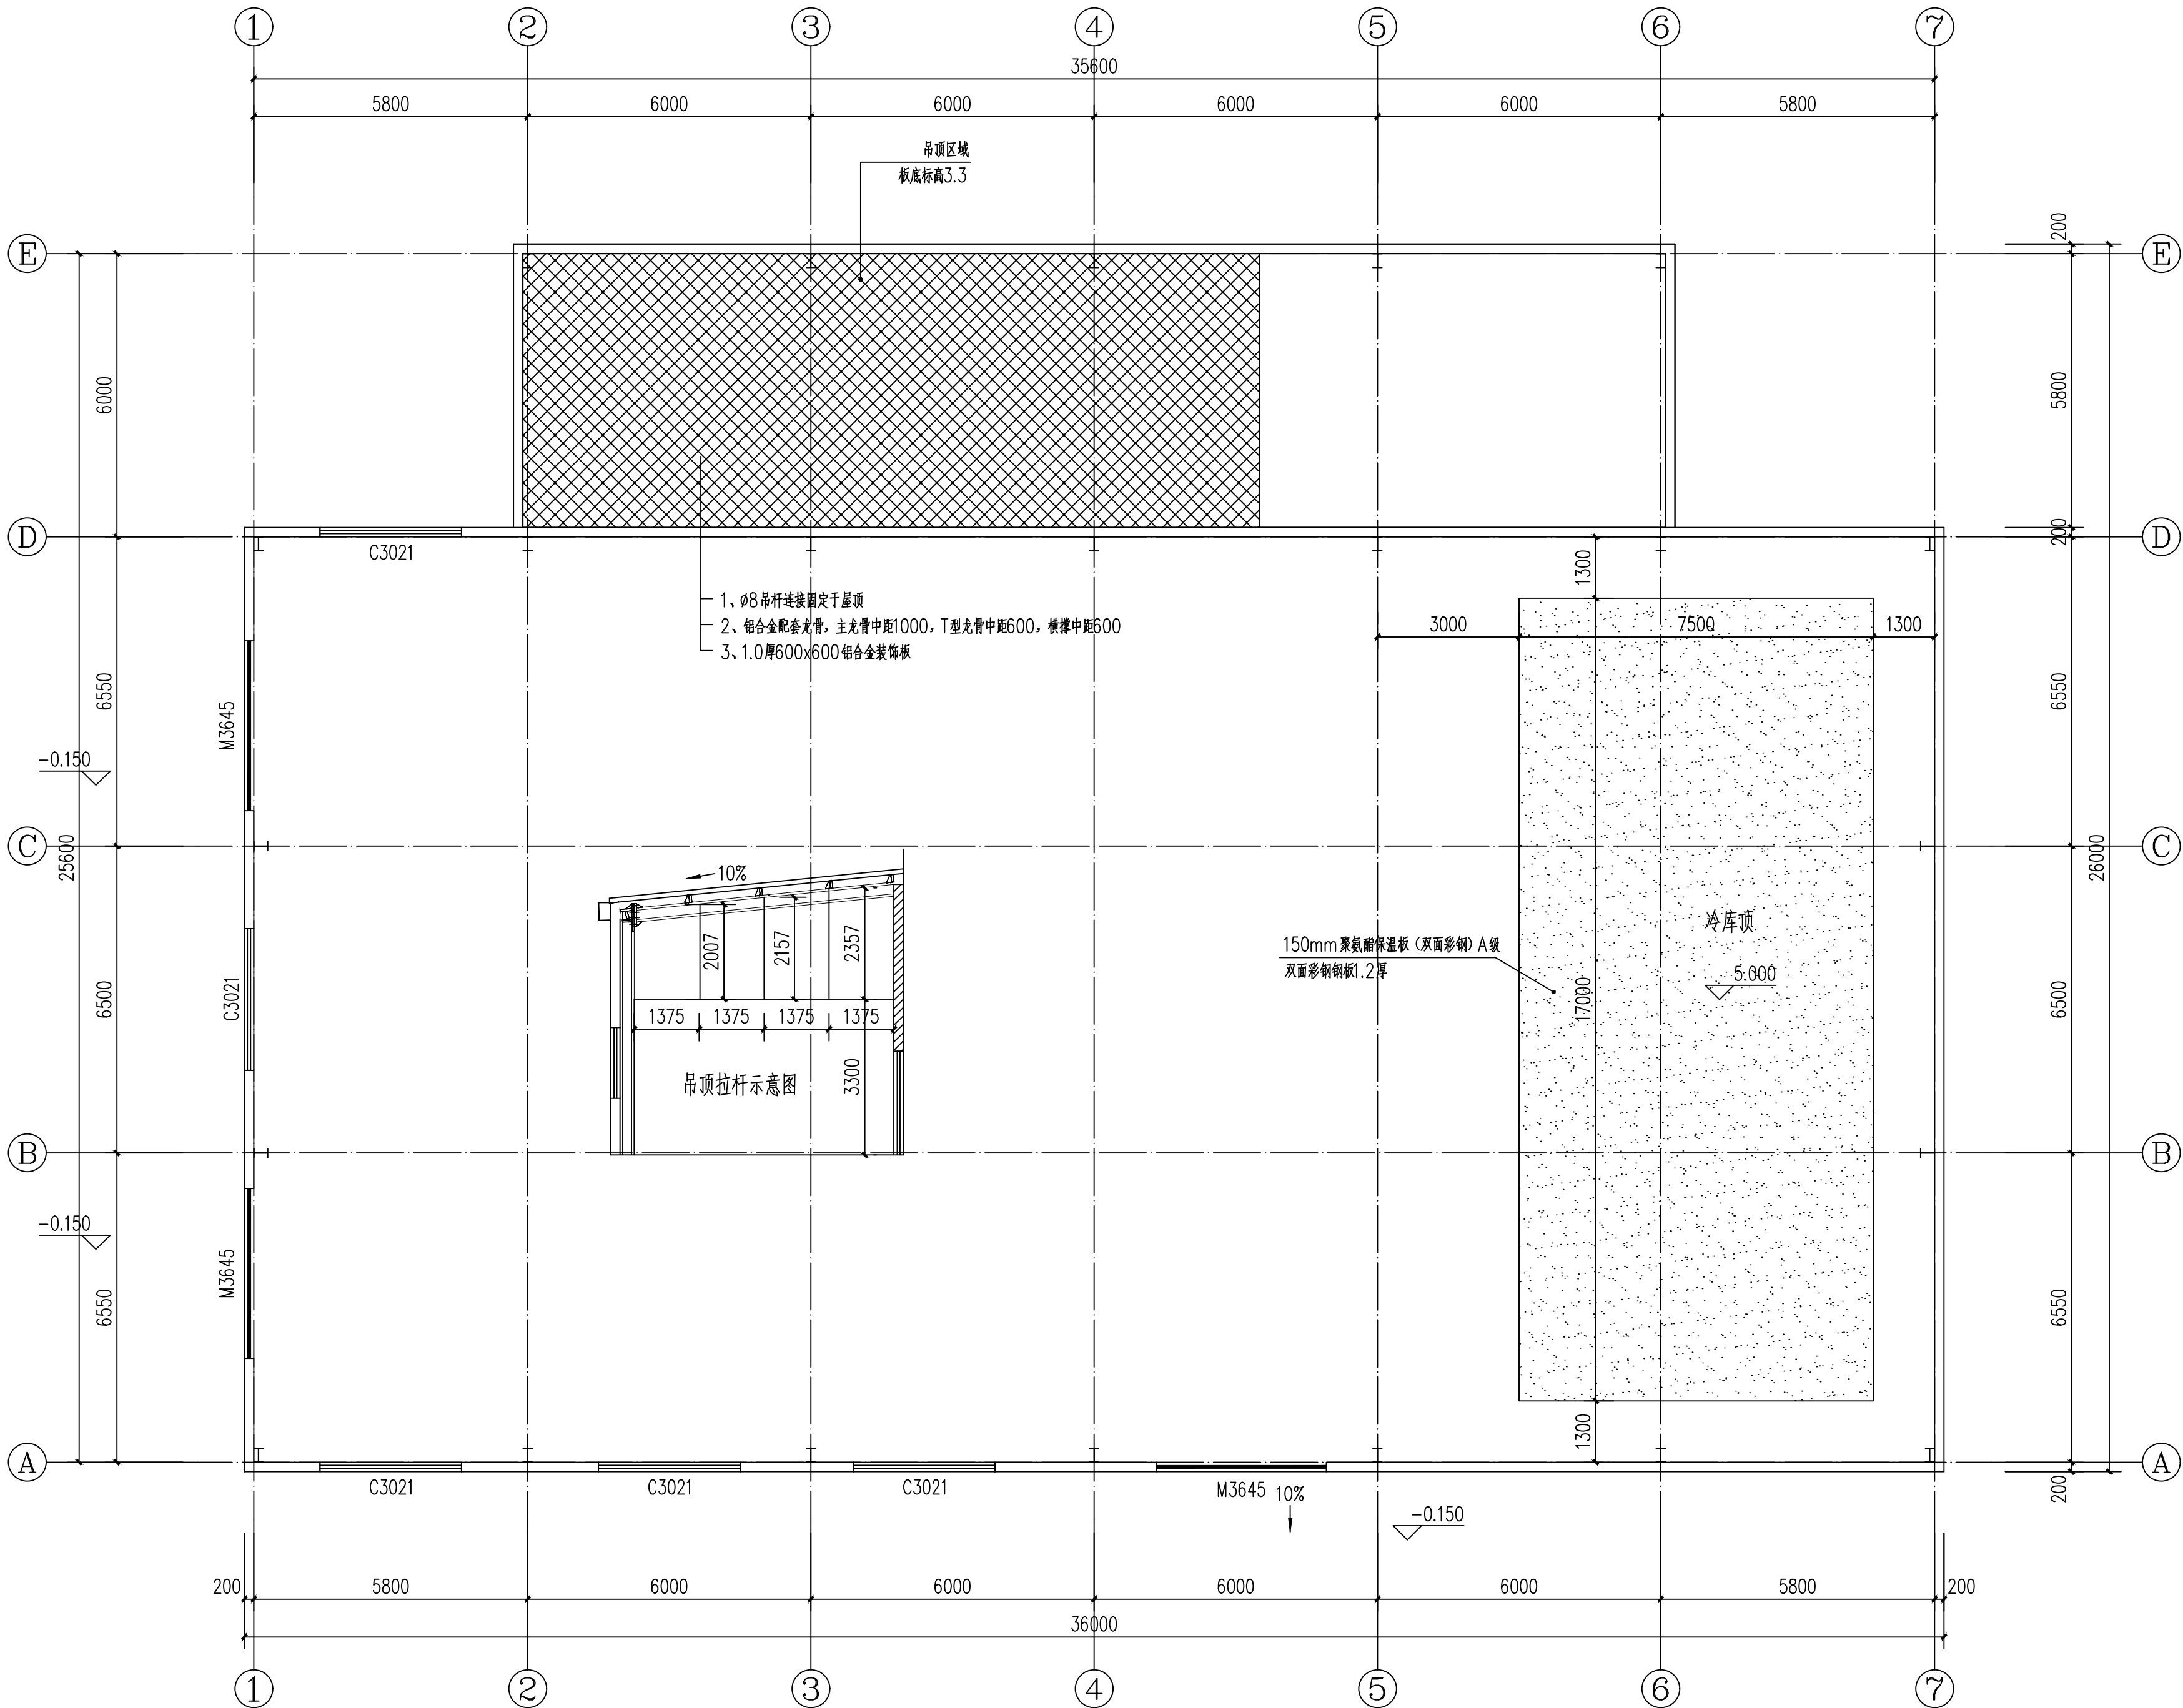 1 2 3 4 5 6 7
35600
5800 6000 6000 6000 6000 5800
吊顶区域
板底标高3.3
200
E E
6000
5800
200
D D
C3021
1300
1、ø8吊杆连接固定于屋顶
2、铝合金配套龙骨，主龙骨中距1000，T型龙骨中距600，横撑中距600
3、1.0厚600x600铝合金装饰板
3000 7500 1300
6550
6550
M3645
-0.150
C C
25600
26000
10%
冷库顶
2007 2157 2357
150mm聚氨酯保温板（双面彩钢）A级
双面彩钢钢板1.2厚
5.000
17000
C3021
6500
6500
1375 1375 1375 1375
3300
吊顶拉杆示意图
B B
-0.150
M3645
6550
6550
1300
A A
C3021 C3021 C3021 M3645 10%
200
-0.150
200 5800 6000 6000 6000 6000 5800 200
36000
1 2 3 4 5 6 7